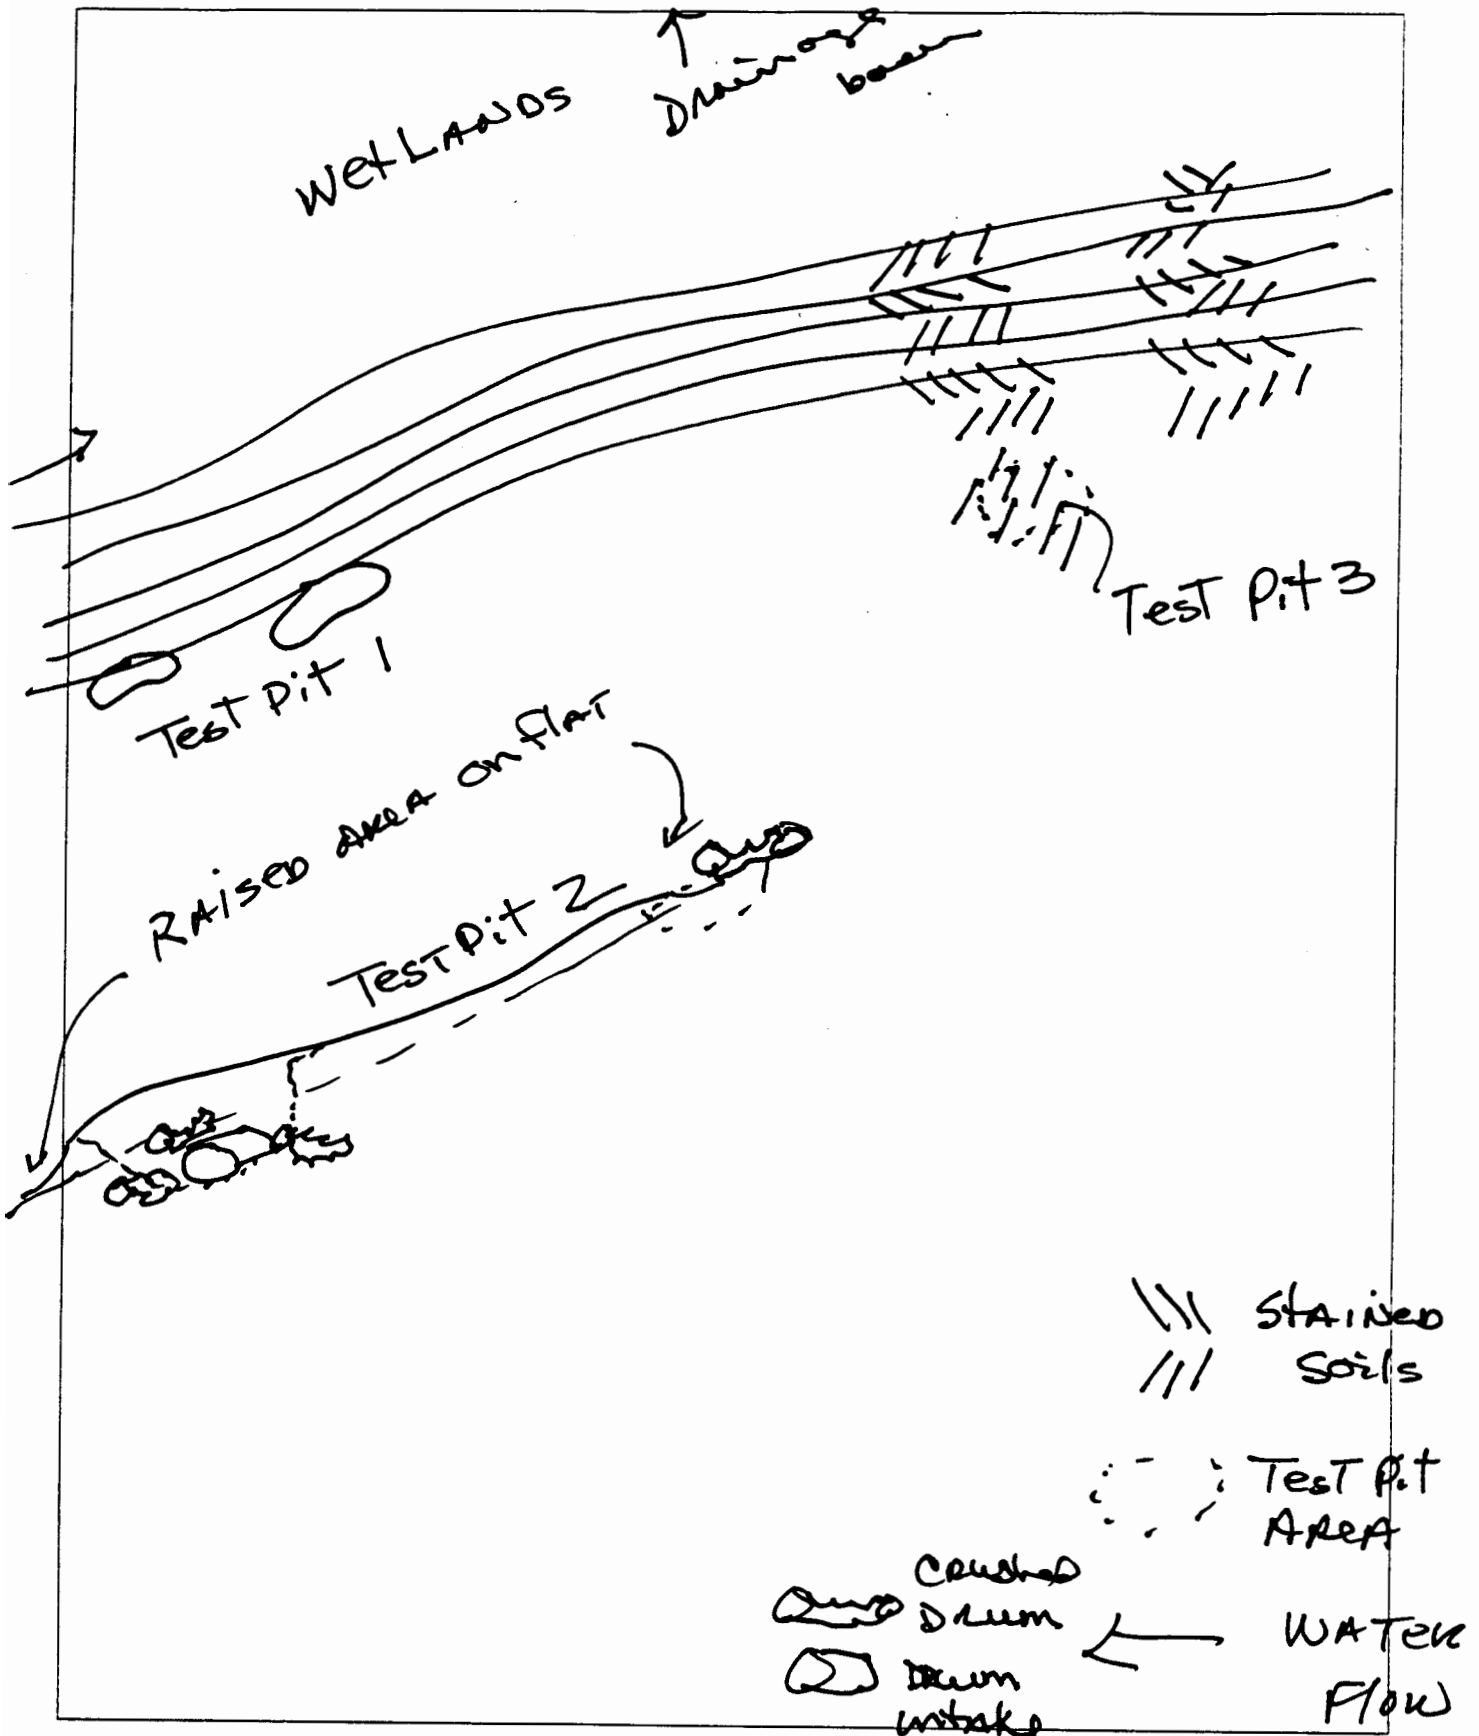 Drainage
WetLANDS
Test Pit 3
Test Pit 1
RAISED AREA on FLAT
Test Pit 2
STAINED
Soils
Test Pit
AREA
CRUSHED
DRUM
WATER
Flow
DRUM